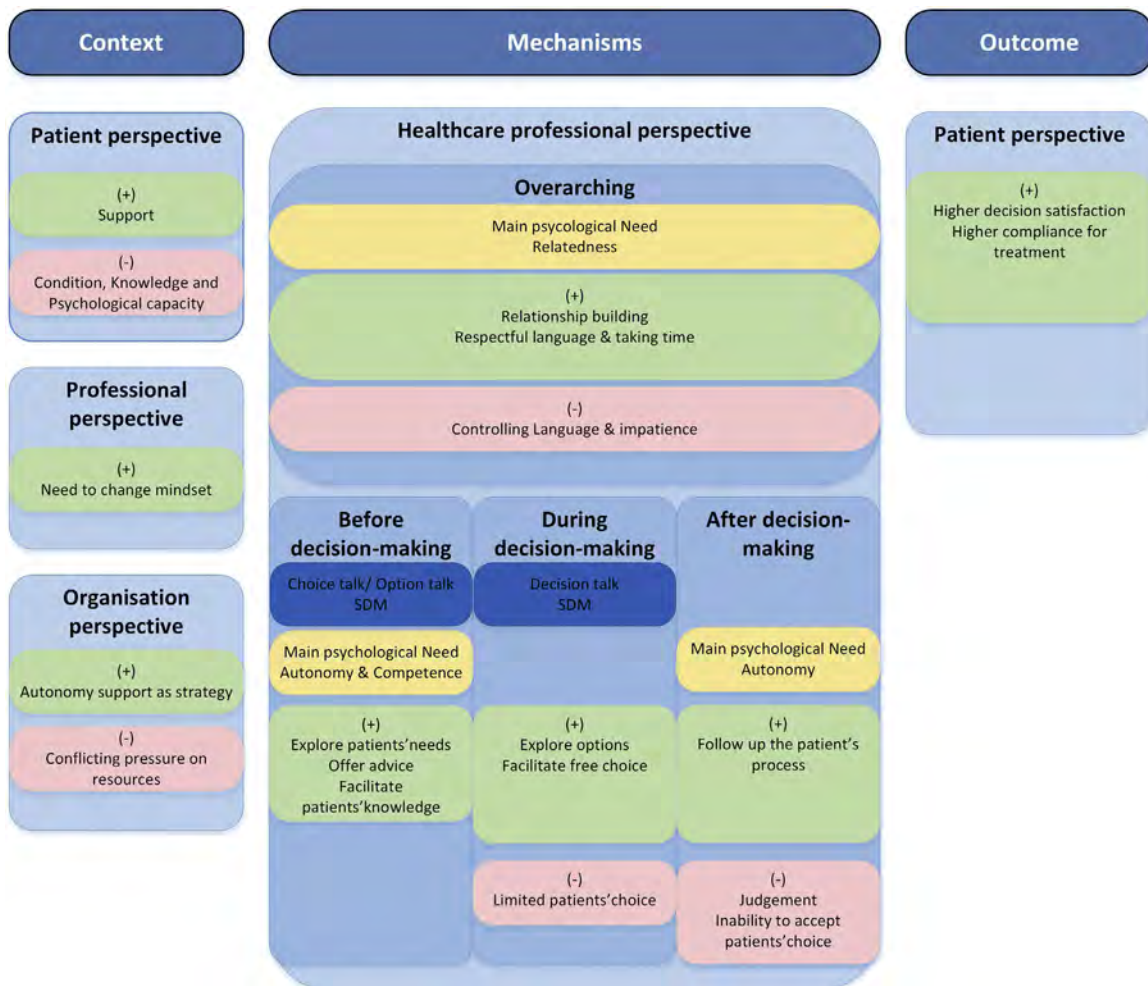 Context
Mechanisms
Outcome
Patient perspective
(+)
Support
(-)
Condition, Knowledge and
Psychological capacity
Professional
perspective
(+)
Need to change mindset
Organisation
perspective
(+)
Autonomy support as strategy
(-)
Conflicting pressure on
resources
Healthcare professional perspective
Overarching
Main psycological Need
Relatedness
(+)
Relationship building
Respectful language & taking time
(-)
Controlling Language & impatience
Before
decision-making
Choice talk/ Option talk
SDM
Main psychological Need
Autonomy & Competence
(+)
Explore patients'needs
Offer advice
Facilitate
patients'knowledge
During
decision-making
Decision talk
SDM
(+)
Explore options
Facilitate free choice
(-)
Limited patients'choice
After decision-
making
Main psychological Need
Autonomy
(+)
Follow up the patient's
process
(-)
Judgement
Inability to accept
patients'choice
Patient perspective
(+)
Higher decision satisfaction
Higher compliance for
treatment